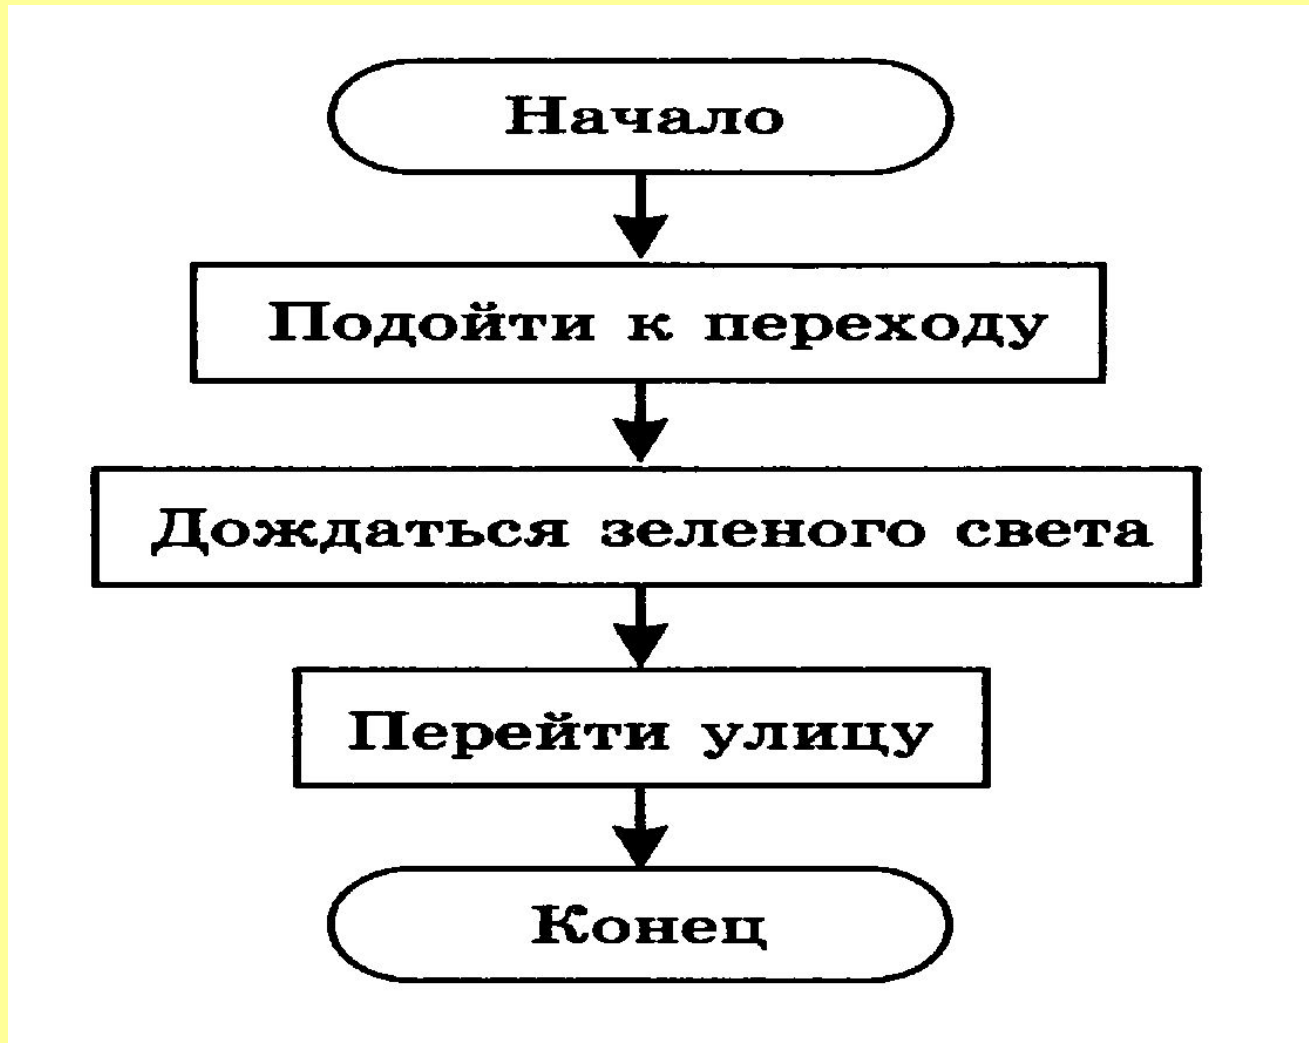 Начало
Подойти к переходу
Дождаться зеленого света
Перейти улицу
Конец